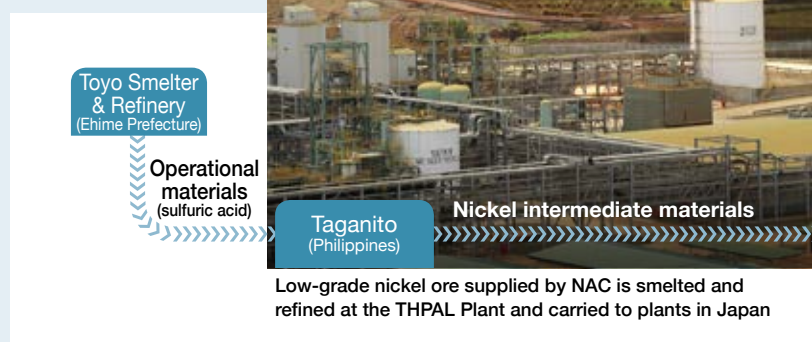 Toyo Smelter
& Refinery
(Ehime Prefecture)
Operational
materials
(sulfuric acid)
Taganito
(Philippines)
Nickel intermediate materials
Low-grade nickel ore supplied by NAC is smelted and
refined at the THPAL Plant and carried to plants in Japan